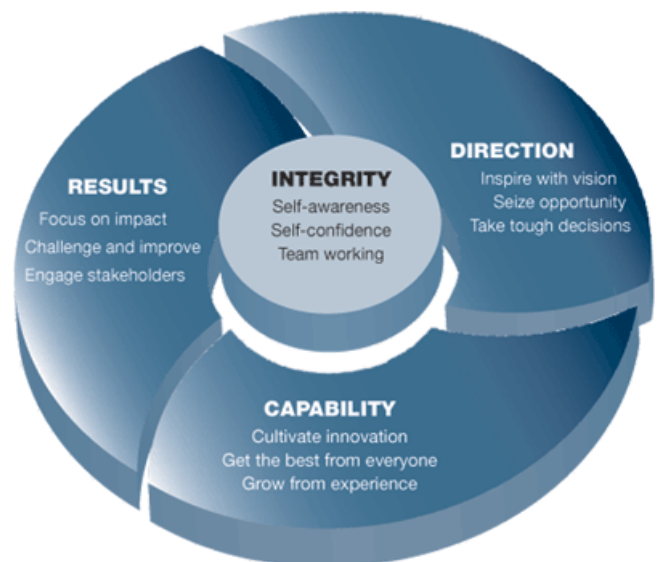 DIRECTION
Inspire with vision
Seize opportunity
Take tough decisions
RESULTS
Focus on impact
Challenge and improve
Engage stakeholders
INTEGRITY
Self-awareness
Self-confidence
Team working
CAPABILITY
Cultivate innovation
Get the best from everyone
Grow from experience